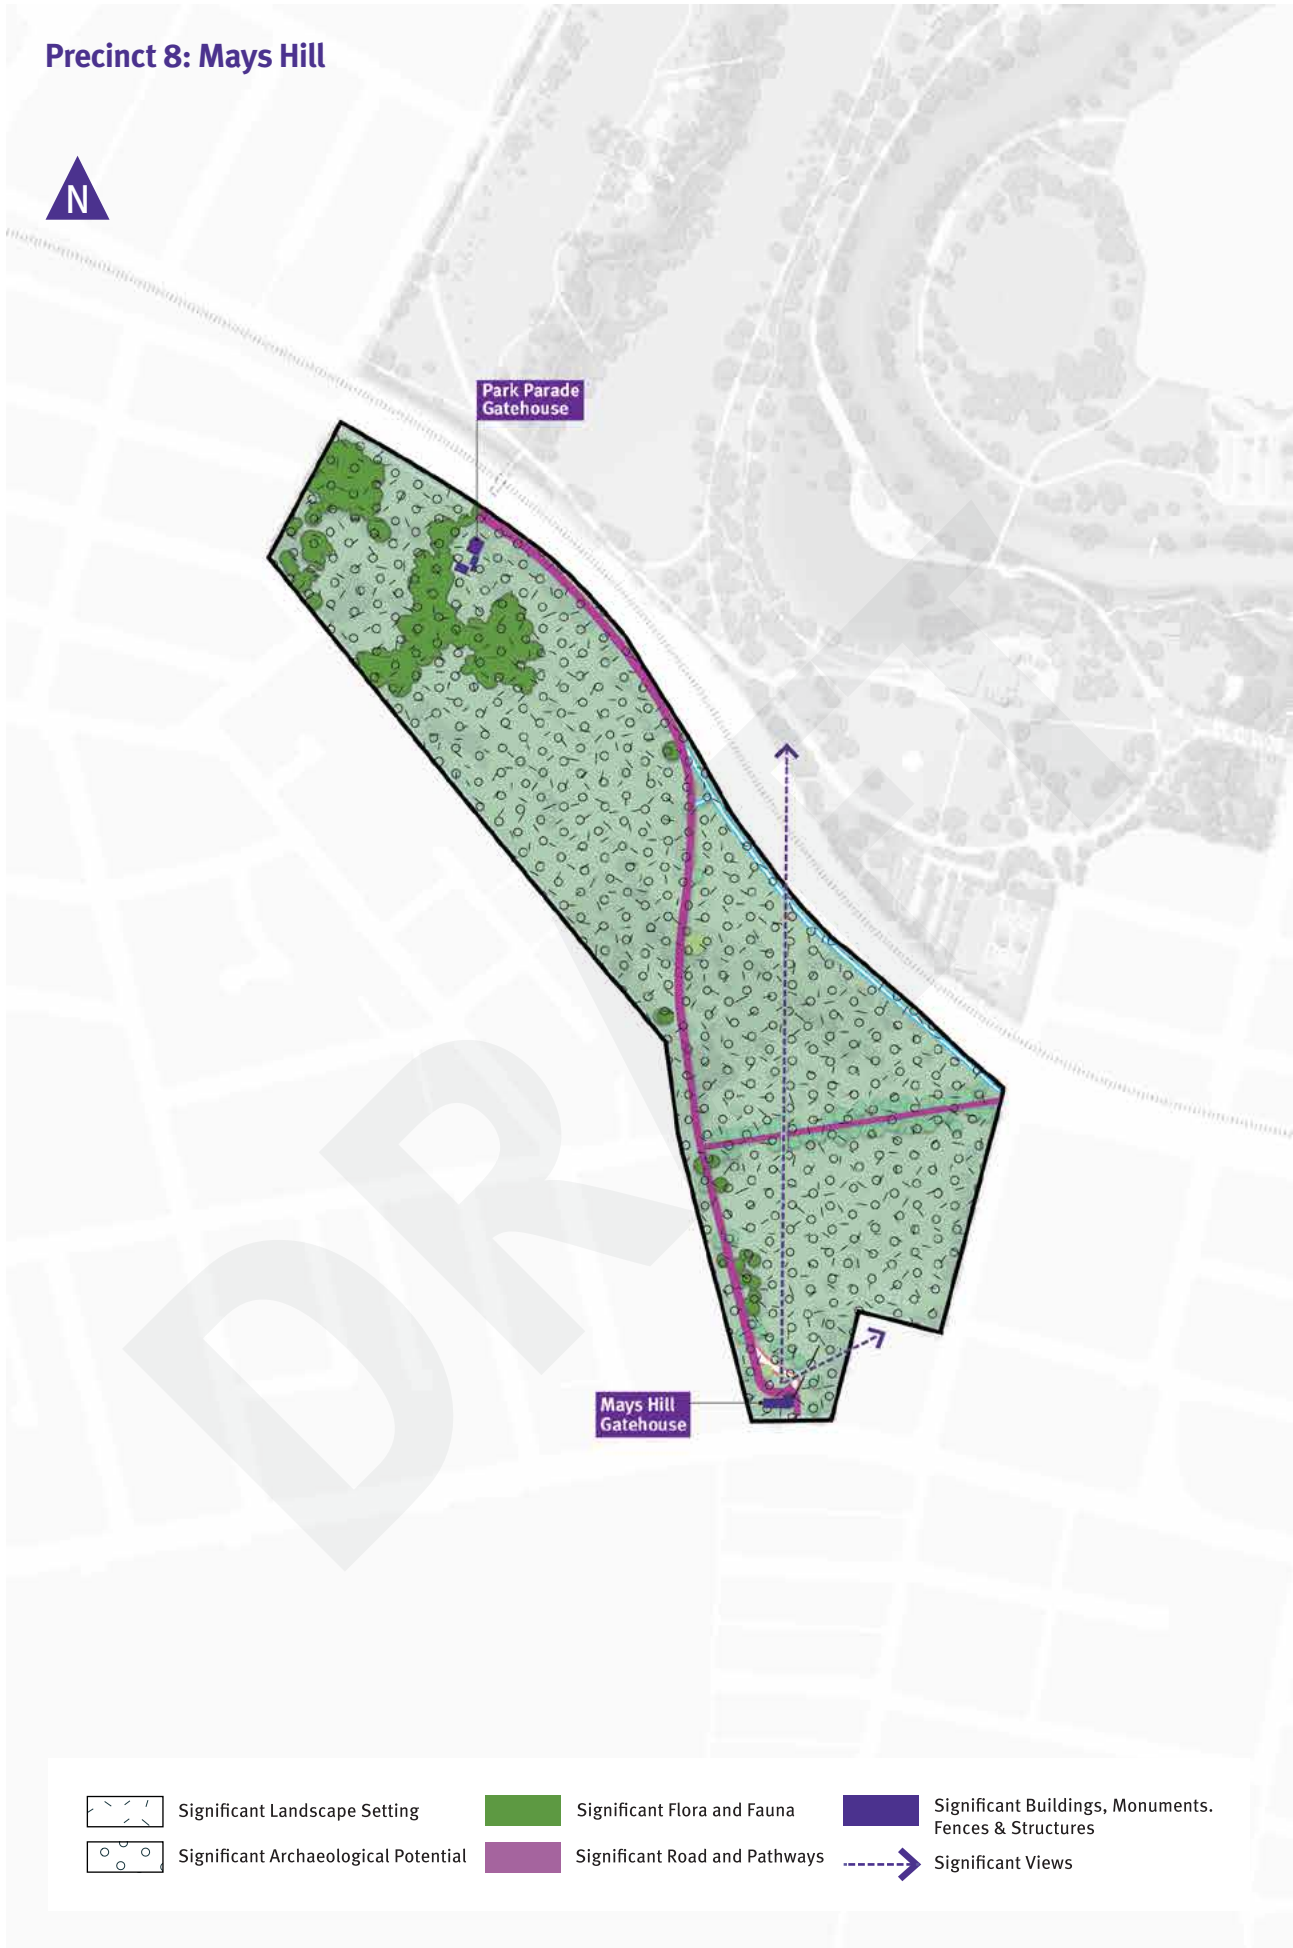 Precinct 8: Mays Hill
N
Park Parade
Gatehouse
DRAFT
Mays Hill
Gatehouse
Significant Landscape Setting
Significant Archaeological Potential
Significant Flora and Fauna
Significant Road and Pathways
Significant Buildings, Monuments.
Fences & Structures
Significant Views